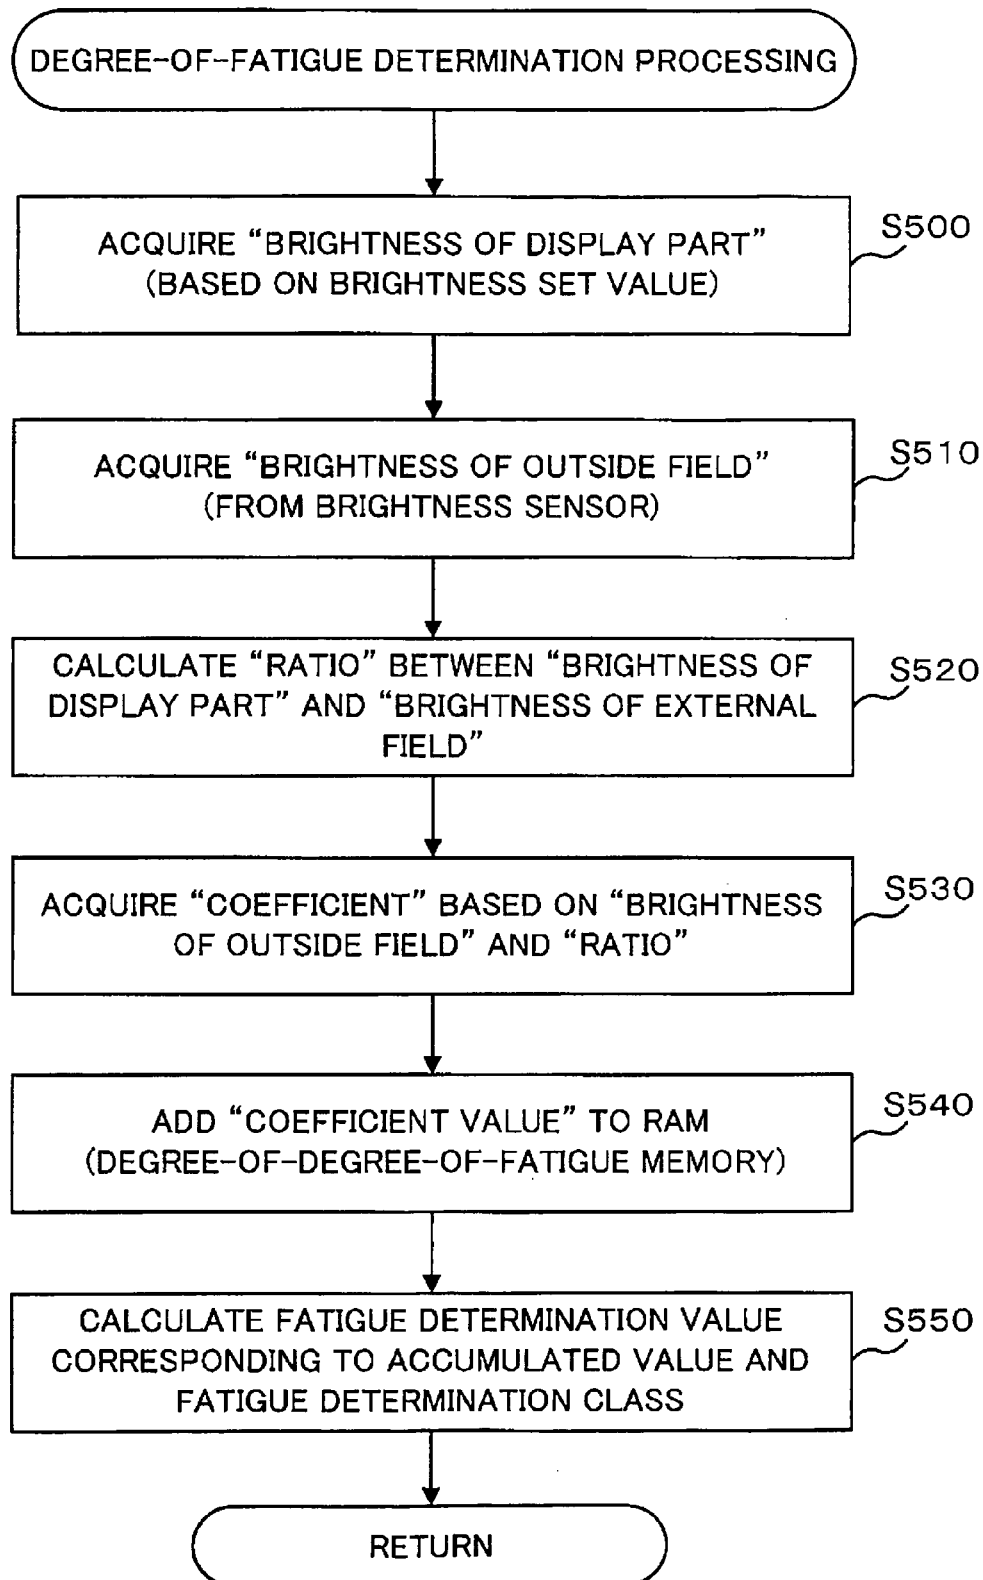 DEGREE-OF-FATIGUE DETERMINATION PROCESSING
ACQUIRE “BRIGHTNESS OF DISPLAY PART”
(BASED ON BRIGHTNESS SET VALUE)
S500
ACQUIRE “BRIGHTNESS OF OUTSIDE FIELD”
(FROM BRIGHTNESS SENSOR)
S510
CALCULATE “RATIO” BETWEEN “BRIGHTNESS OF
DISPLAY PART” AND “BRIGHTNESS OF EXTERNAL
FIELD”
S520
ACQUIRE “COEFFICIENT” BASED ON “BRIGHTNESS
OF OUTSIDE FIELD” AND “RATIO”
S530
ADD “COEFFICIENT VALUE” TO RAM
(DEGREE-OF-DEGREE-OF-FATIGUE MEMORY)
S540
CALCULATE FATIGUE DETERMINATION VALUE
CORRESPONDING TO ACCUMULATED VALUE AND
FATIGUE DETERMINATION CLASS
S550
RETURN